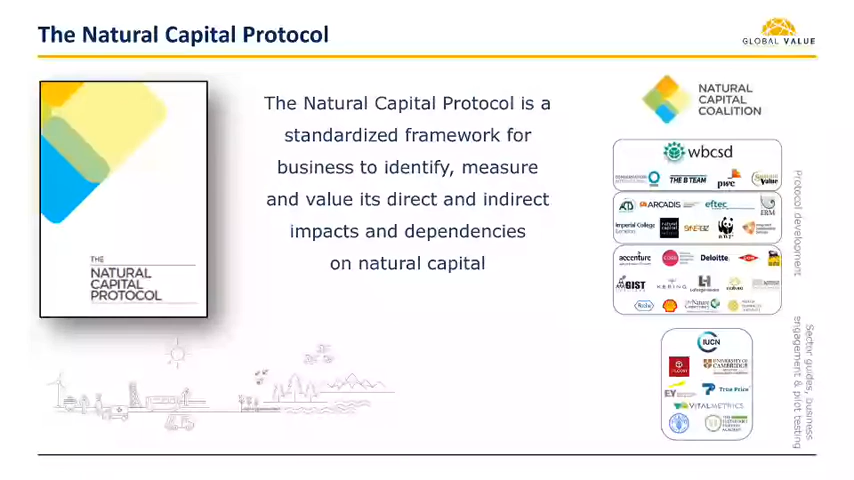 The Natural Capital Protocol
GLOBAL VALUE
THE
NATURAL
CAPITAL
PROTOCOL
The Natural Capital Protocol is a
standardized framework for
business to identify, measure
and value its direct and indirect
impacts and dependencies
on natural capital
NATURAL
CAPITAL
COALITION
wbcsd
THE B TEAM
pwc
Value
ARCADIS
eftec
ERM
Imperial College
WWF
accenture
Deloitte
KERING
The Nature
Protocol development
IUCN
UNIVERSITY OF
CAMBRIDGE
EY
True Price
VITALMETRICS
Sector guides, business
engagement & pilot testing